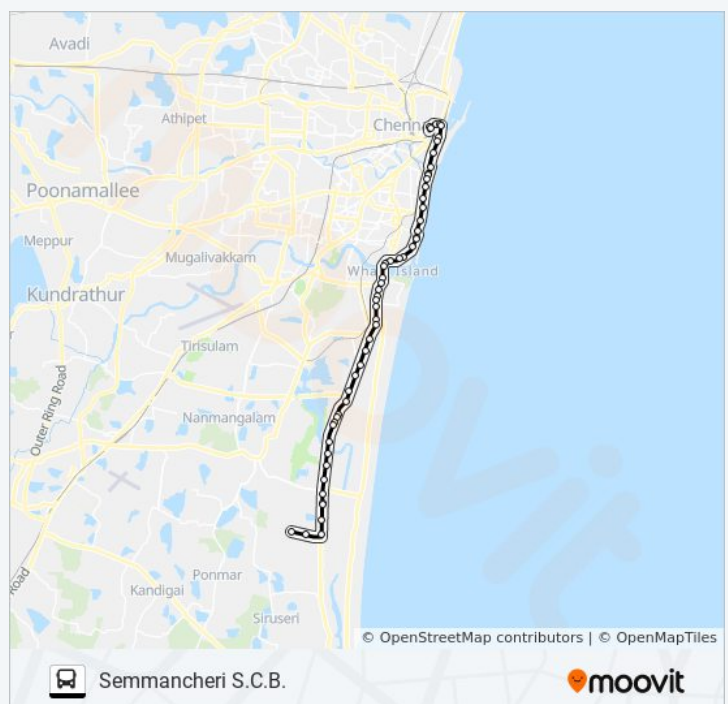 Avadi
Athipet
Chenn
Poonamallee
Meppur
Mugalivakkam
Island
Kundrathur
Tirisulam
Outer Ring Road
Nanmangalam
Ponmar
Kandigai
Road
Siruseri
© OpenStreetMap contributors | © OpenMapTiles
Semmancheri S.C.B.
moovit